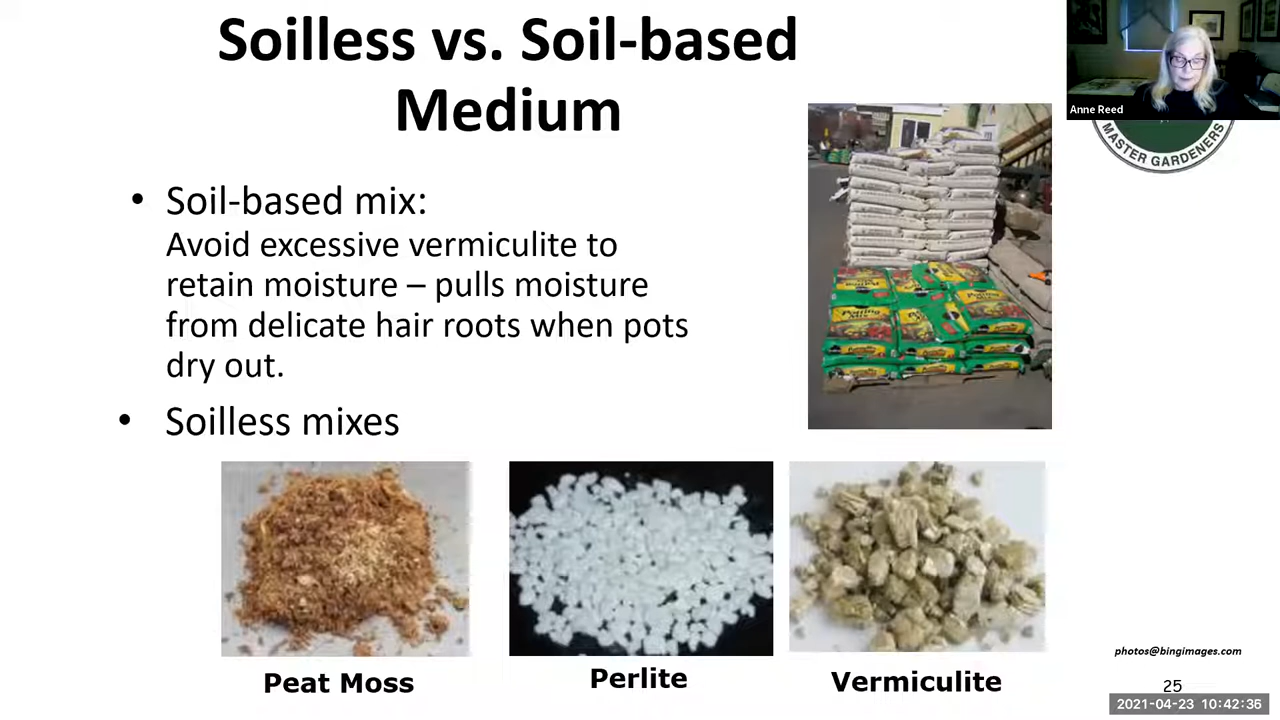 Soilless vs. Soil-based
Medium
Anne Reed
MASTER GARDENERS
• Soil-based mix:
Avoid excessive vermiculite to
retain moisture – pulls moisture
from delicate hair roots when pots
dry out.
• Soilless mixes
Potting
Mix
Peat Moss
Perlite
Vermiculite
photos@bingimages.com
25
2021-04-23 10:42:36